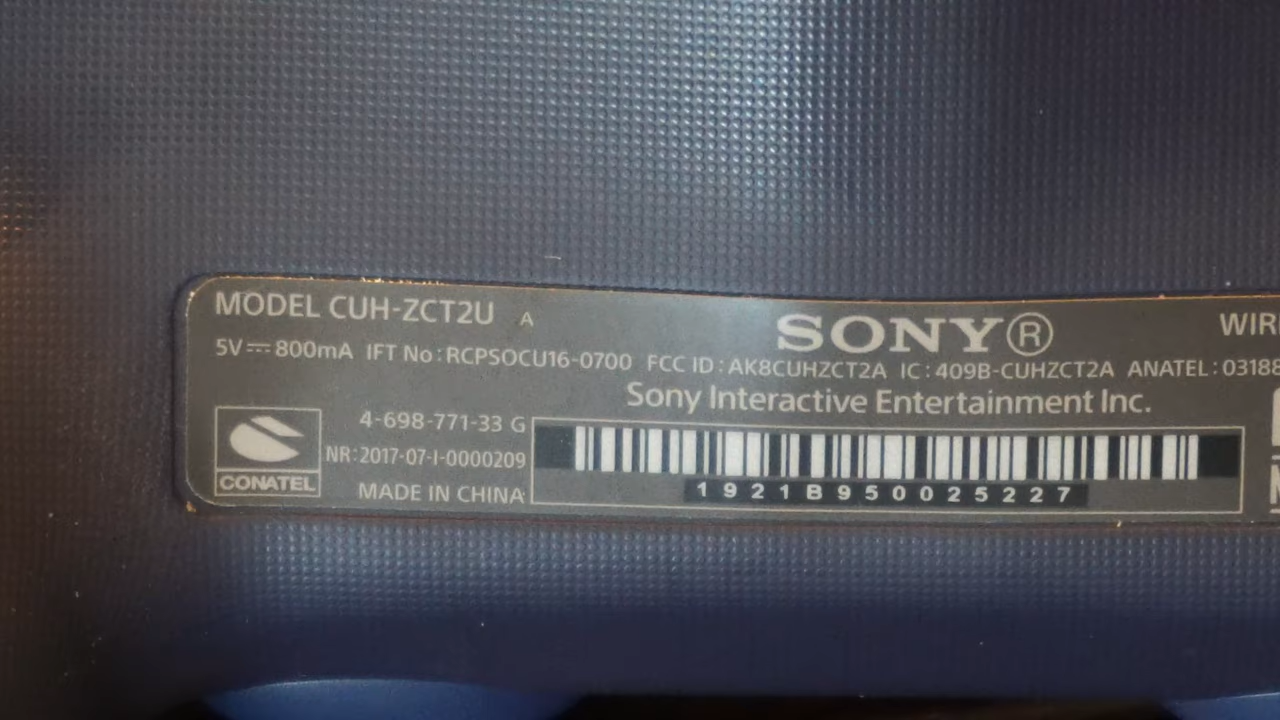 MODEL CUH-ZCT2U A
SONY®
5V⎓800mA IFT No:RCPSOCU16-0700 FCC ID:AK8CUHZCT2A IC:409B-CUHZCT2A ANATEL:03188
Sony Interactive Entertainment Inc.
4-698-771-33 G
NR:2017-07-I-0000209
CONATEL
MADE IN CHINA
1921B950025227